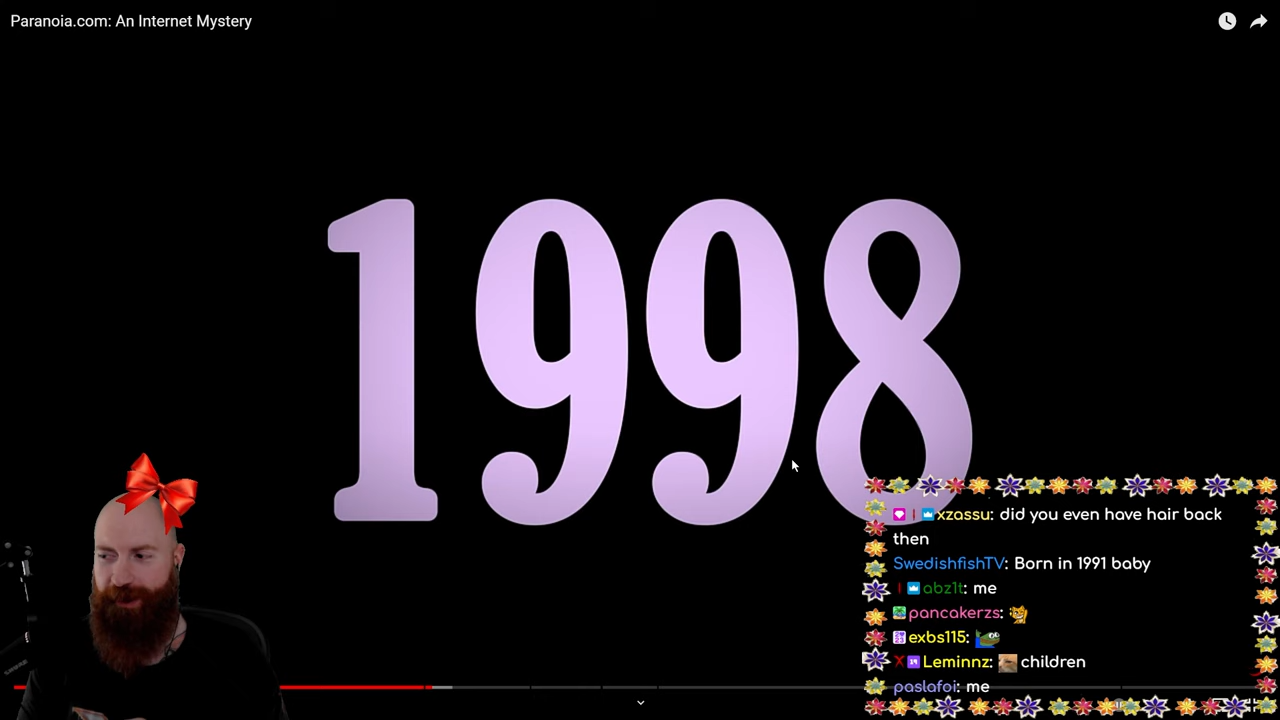 Paranoia.com: An Internet Mystery
1998
xzassu: did you even have hair back
then
SwedishfishTV: Born in 1991 baby
abz1t: me
pancakerzs:
exbs115:
Leminnz: children
paslafoi: me